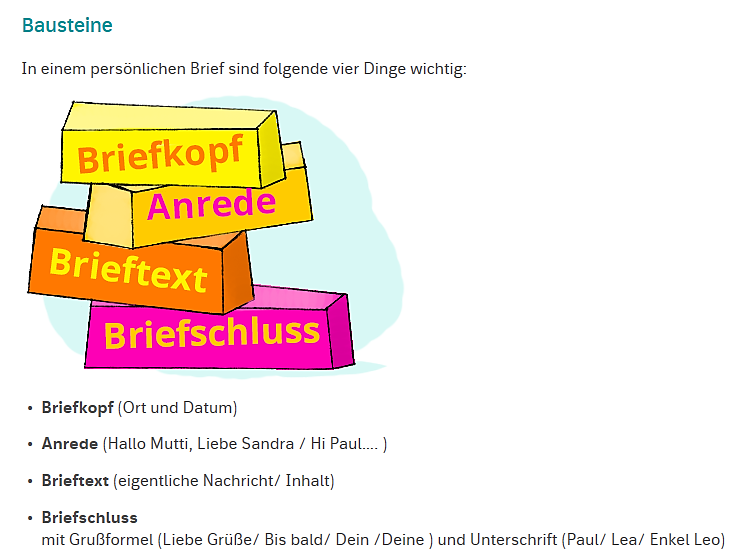 Bausteine
In einem persönlichen Brief sind folgende vier Dinge wichtig:
Briefkopf
Anrede
Brieftext
Briefschluss
• Briefkopf (Ort und Datum)
• Anrede (Hallo Mutti, Liebe Sandra / Hi Paul.... )
• Brieftext (eigentliche Nachricht/ Inhalt)
• Briefschluss
mit Grußformel (Liebe Grüße/ Bis bald/ Dein /Deine ) und Unterschrift (Paul/ Lea/ Enkel Leo)